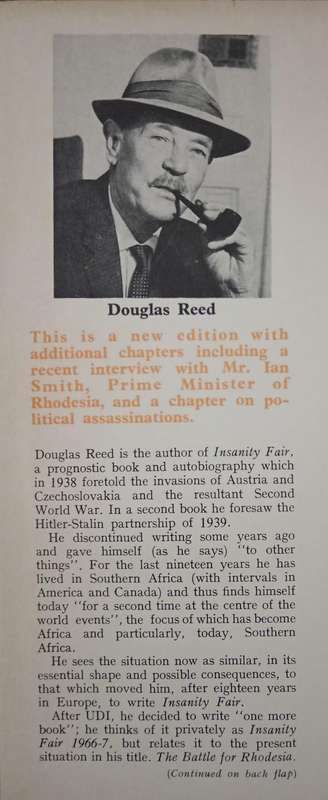 Douglas Reed
This is a new edition with
additional chapters including a
recent interview with Mr. Ian
Smith, Prime Minister of
Rhodesia, and a chapter on po-
litical assassinations.
Douglas Reed is the author of Insanity Fair,
a prognostic book and autobiography which
in 1938 foretold the invasions of Austria and
Czechoslovakia and the resultant Second
World War. In a second book he foresaw the
Hitler-Stalin partnership of 1939.
He discontinued writing some years ago
and gave himself (as he says) "to other
things". For the last nineteen years he has
lived in Southern Africa (with intervals in
America and Canada) and thus finds himself
today "for a second time at the centre of the
world events", the focus of which has become
Africa and particularly, today, Southern
Africa.
He sees the situation now as similar, in its
essential shape and possible consequences, to
that which moved him, after eighteen years
in Europe, to write Insanity Fair.
After UDI, he decided to write "one more
book"; he thinks of it privately as Insanity
Fair 1966-7, but relates it to the present
situation in his title. The Battle for Rhodesia.
(Continued on back flap)